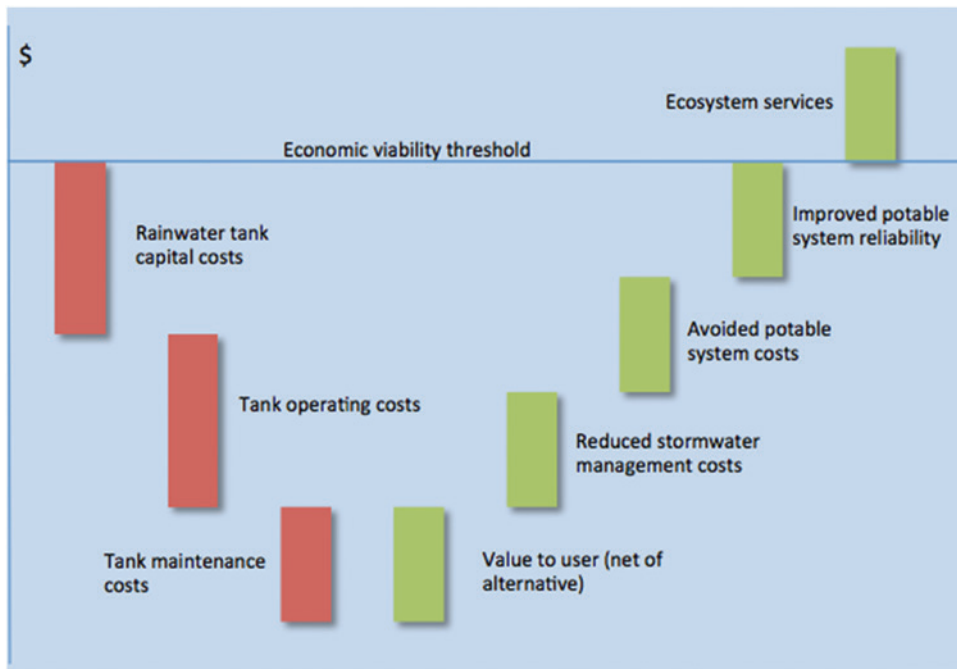 $
Ecosystem services
Economic viability threshold
Improved potable
system reliability
Rainwater tank
capital costs
Avoided potable
system costs
Tank operating costs
Reduced stormwater
management costs
Tank maintenance
costs
Value to user (net of
alternative)